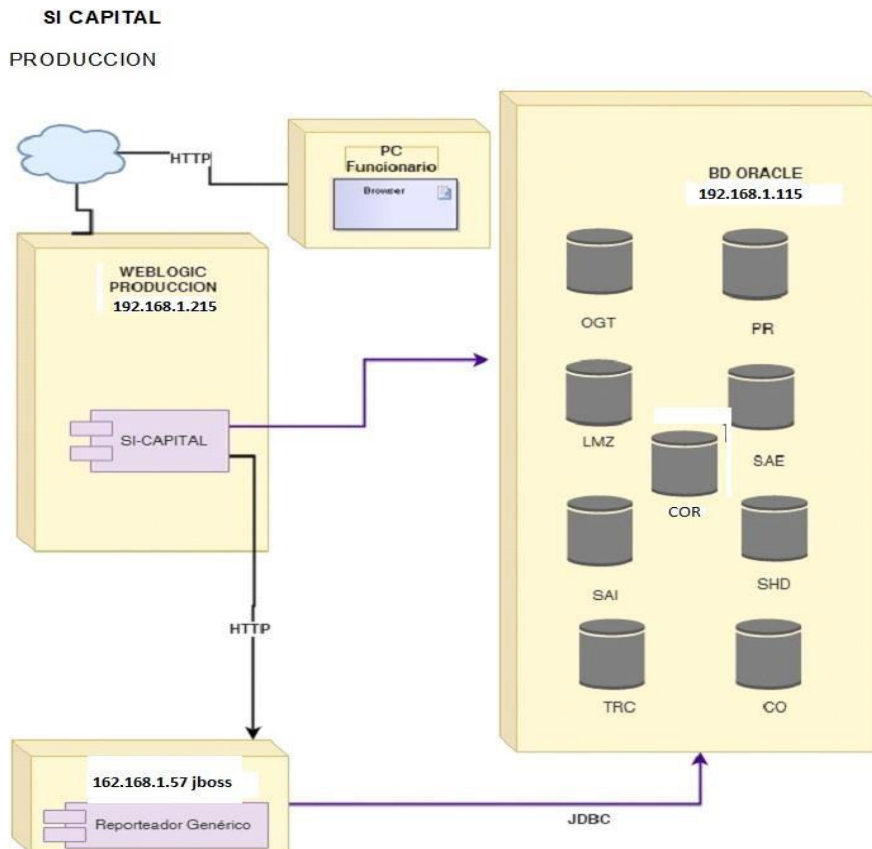 SI CAPITAL
PRODUCCION
HTTP
PC
Funcionario
Browser
BD ORACLE
192.168.1.115
WEBLOGIC
PRODUCCION
192.168.1.215
SI-CAPITAL
OGT
PR
LMZ
SAE
COR
SAI
SHD
TRC
CO
HTTP
162.168.1.57 jboss
Reporteador Genérico
JDBC